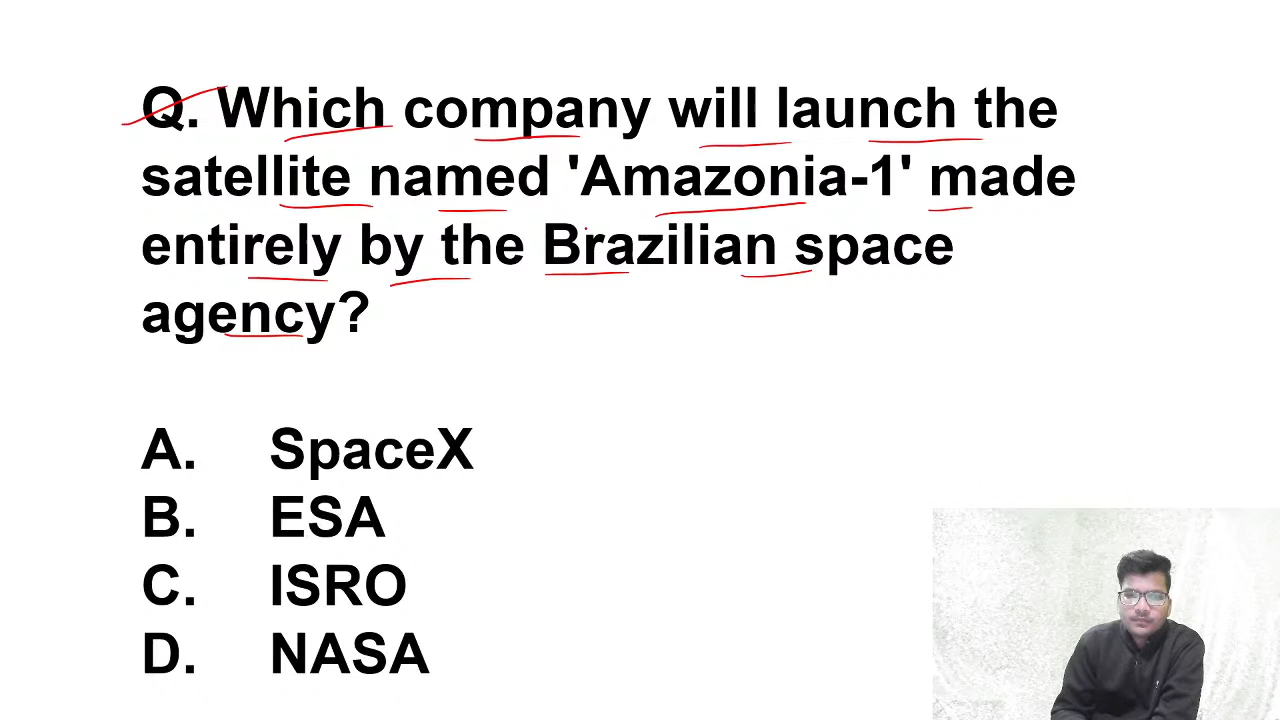 Q. Which company will launch the
satellite named 'Amazonia-1' made
entirely by the Brazilian space
agency?
A. SpaceX
B. ESA
C. ISRO
D. NASA